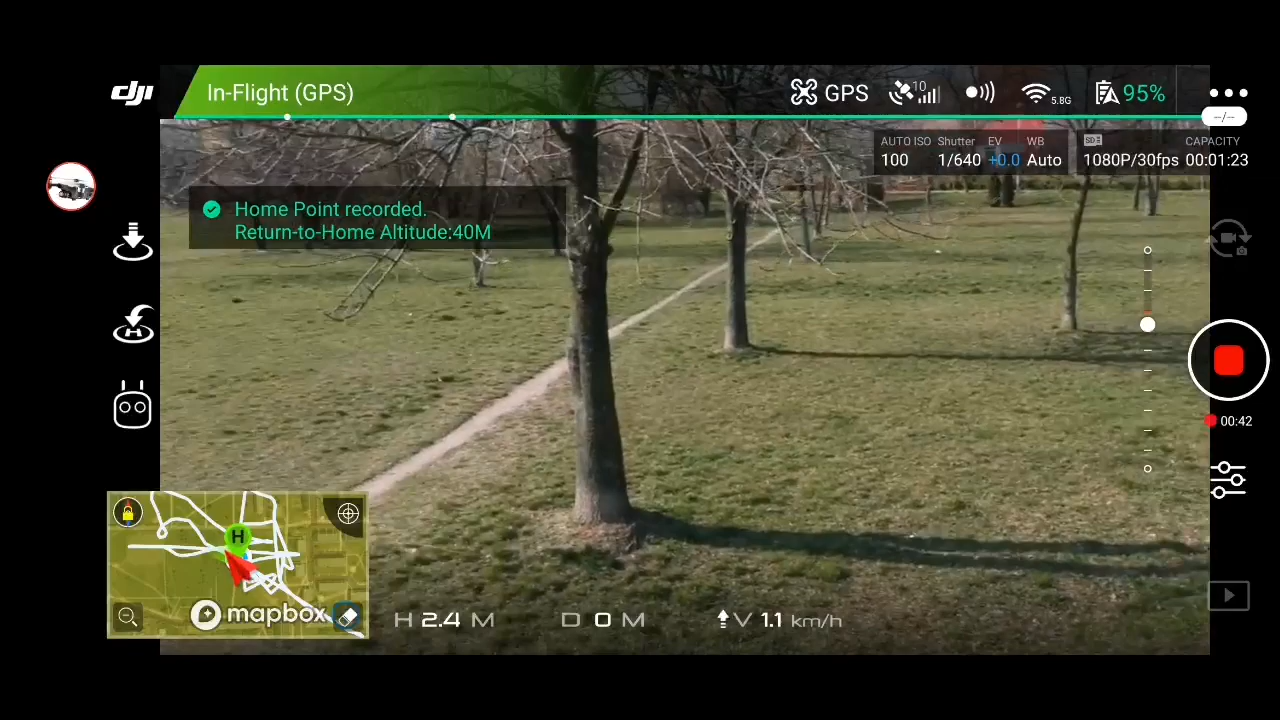 dji
In-Flight (GPS)
GPS
10
5.8G
95%
--/--
AUTO ISO Shutter EV WB
100 1/640 +0.0 Auto
CAPACITY
1080P/30fps 00:01:23
Home Point recorded.
Return-to-Home Altitude:40M
00:42
H
mapbox
H 2.4 M D 0 M V 1.1 km/h